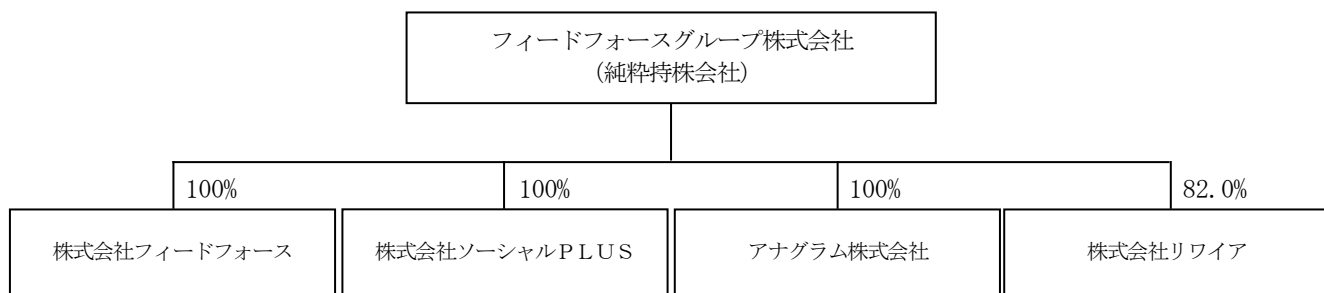 フィードフォースグループ株式会社
(純粋持株会社)
100%
100%
100%
82.0%
株式会社フィードフォース
株式会社ソーシャルＰＬＵＳ
アナグラム株式会社
株式会社リワイア